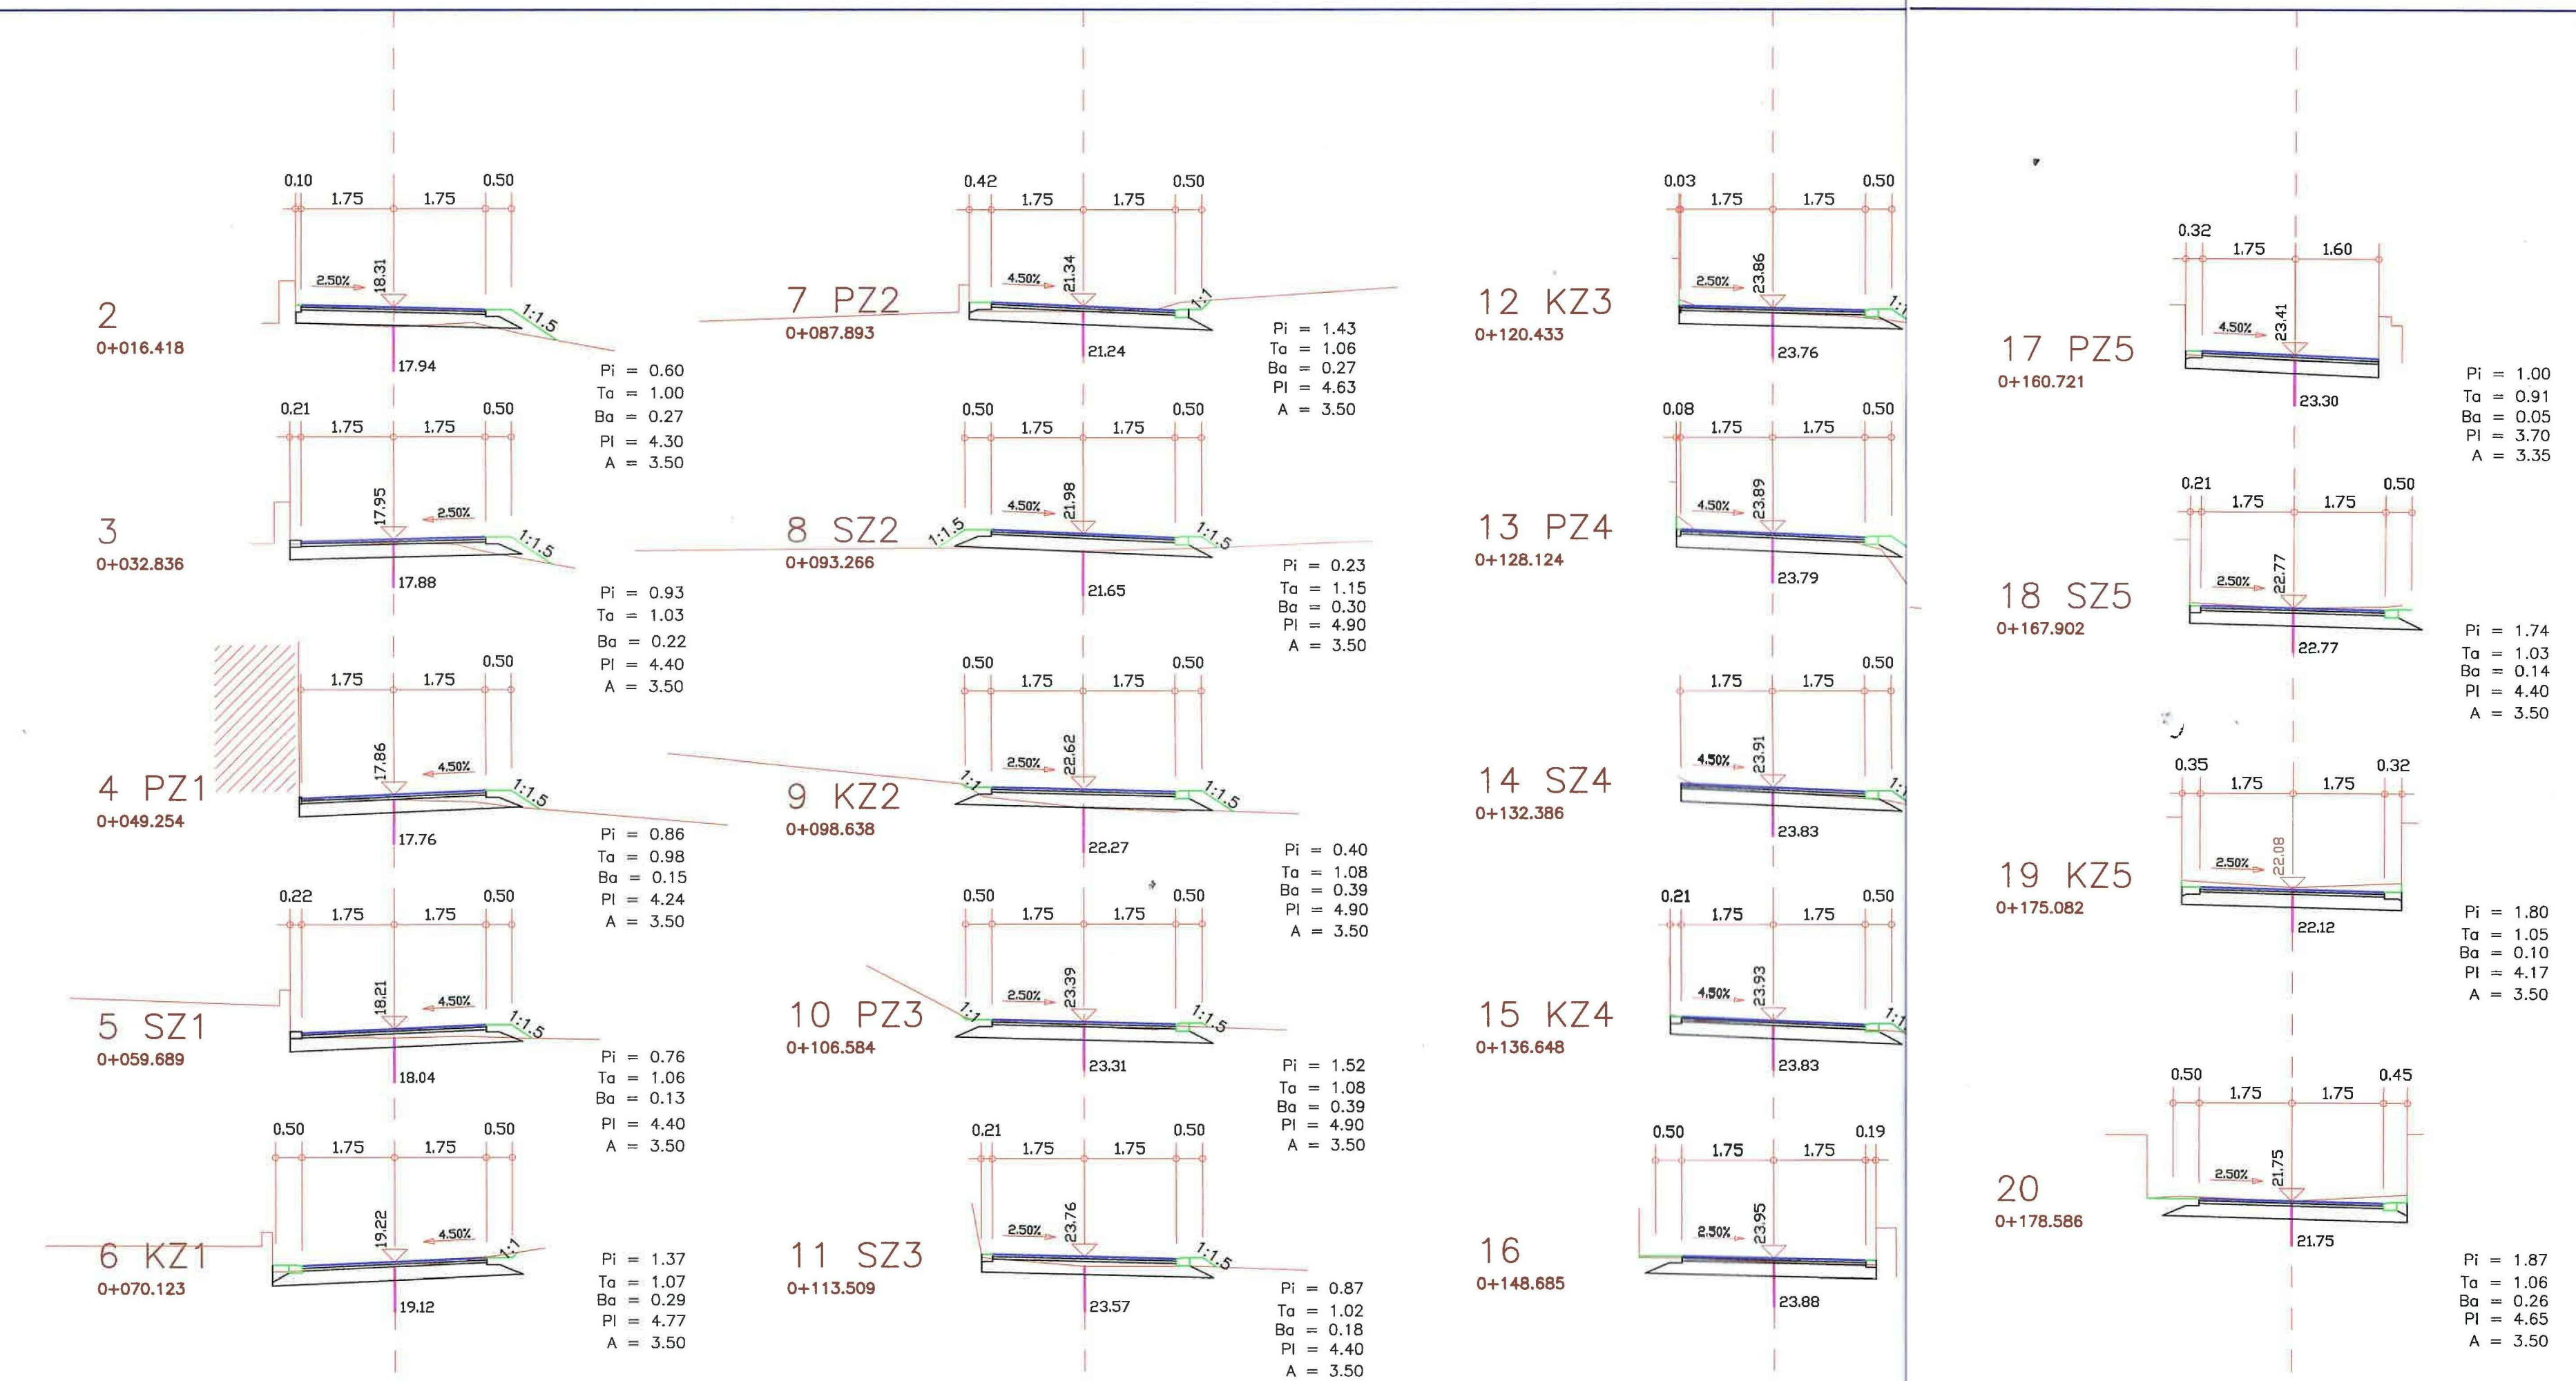 0.10 1.75 1.75 0.50
2.50% 18.31 1:1.5
2
0+016.418
17.94
Pi = 0.60
Ta = 1.00
Ba = 0.27
Pl = 4.30
A = 3.50
0.21 1.75 1.75 0.50
17.95 2.50% 1:1.5
3
0+032.836
17.88
Pi = 0.93
Ta = 1.03
Ba = 0.22
Pl = 4.40
A = 3.50
1.75 1.75 0.50
17.86 4.50% 1:1.5
4 PZ1
0+049.254
17.76
Pi = 0.86
Ta = 0.98
Ba = 0.15
Pl = 4.24
A = 3.50
0.22 1.75 1.75 0.50
18.21 4.50% 1:1.5
5 SZ1
0+059.689
18.04
Pi = 0.76
Ta = 1.06
Ba = 0.13
Pl = 4.40
A = 3.50
0.50 1.75 1.75 0.50
19.22 4.50% 1:1
6 KZ1
0+070.123
19.12
Pi = 1.37
Ta = 1.07
Ba = 0.29
Pl = 4.77
A = 3.50
0.42 1.75 1.75 0.50
4.50% 21.34 1:1
7 PZ2
0+087.893
21.24
Pi = 1.43
Ta = 1.06
Ba = 0.27
Pl = 4.63
A = 3.50
0.50 1.75 1.75 0.50
1:1.5 4.50% 21.98 1:1.5
8 SZ2
0+093.266
21.65
Pi = 0.23
Ta = 1.15
Ba = 0.30
Pl = 4.90
A = 3.50
0.50 1.75 1.75 0.50
1:1 2.50% 22.62 1:1.5
9 KZ2
0+098.638
22.27
Pi = 0.40
Ta = 1.08
Ba = 0.39
Pl = 4.90
A = 3.50
0.50 1.75 1.75 0.50
1:1 2.50% 23.39 1:1.5
10 PZ3
0+106.584
23.31
Pi = 1.52
Ta = 1.08
Ba = 0.39
Pl = 4.90
A = 3.50
0.21 1.75 1.75 0.50
2.50% 23.76 1:1.5
11 SZ3
0+113.509
23.57
Pi = 0.87
Ta = 1.02
Ba = 0.18
Pl = 4.40
A = 3.50
0.03 1.75 1.75 0.50
2.50% 23.86
12 KZ3
0+120.433
23.76
0.08 1.75 1.75 0.50
4.50% 23.89
13 PZ4
0+128.124
23.79
1.75 1.75 0.50
4.50% 23.91
14 SZ4
0+132.386
23.83
0.21 1.75 1.75 0.50
4.50% 23.93
15 KZ4
0+136.648
23.83
0.50 1.75 1.75 0.19
2.50% 23.95
16
0+148.685
23.88
0.32 1.75 1.60
4.50% 23.41
17 PZ5
0+160.721
23.30
Pi = 1.00
Ta = 0.91
Ba = 0.05
Pl = 3.70
A = 3.35
0.21 1.75 1.75 0.50
2.50% 22.77
18 SZ5
0+167.902
22.77
Pi = 1.74
Ta = 1.03
Ba = 0.14
Pl = 4.40
A = 3.50
0.35 1.75 1.75 0.32
2.50% 22.08
19 KZ5
0+175.082
22.12
Pi = 1.80
Ta = 1.05
Ba = 0.10
Pl = 4.17
A = 3.50
0.50 1.75 1.75 0.45
2.50% 21.75
20
0+178.586
21.75
Pi = 1.87
Ta = 1.06
Ba = 0.26
Pl = 4.65
A = 3.50